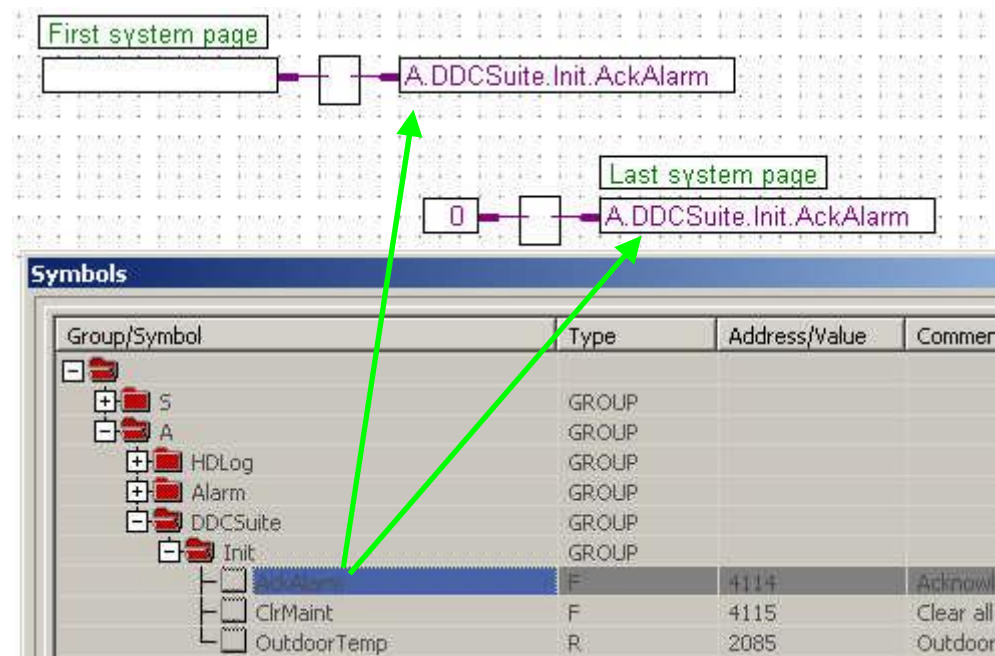 First system page
A.DDCSuite.Init.AckAlarm
Last system page
0 A.DDCSuite.Init.AckAlarm
Symbols
Group/Symbol Type Address/Value Commen
S GROUP
A GROUP
HDLog GROUP
Alarm GROUP
DDCSuite GROUP
Init GROUP
AckAlarm F 4114 Acknowl
ClrMaint F 4115 Clear all
OutdoorTemp R 2085 Outdoor